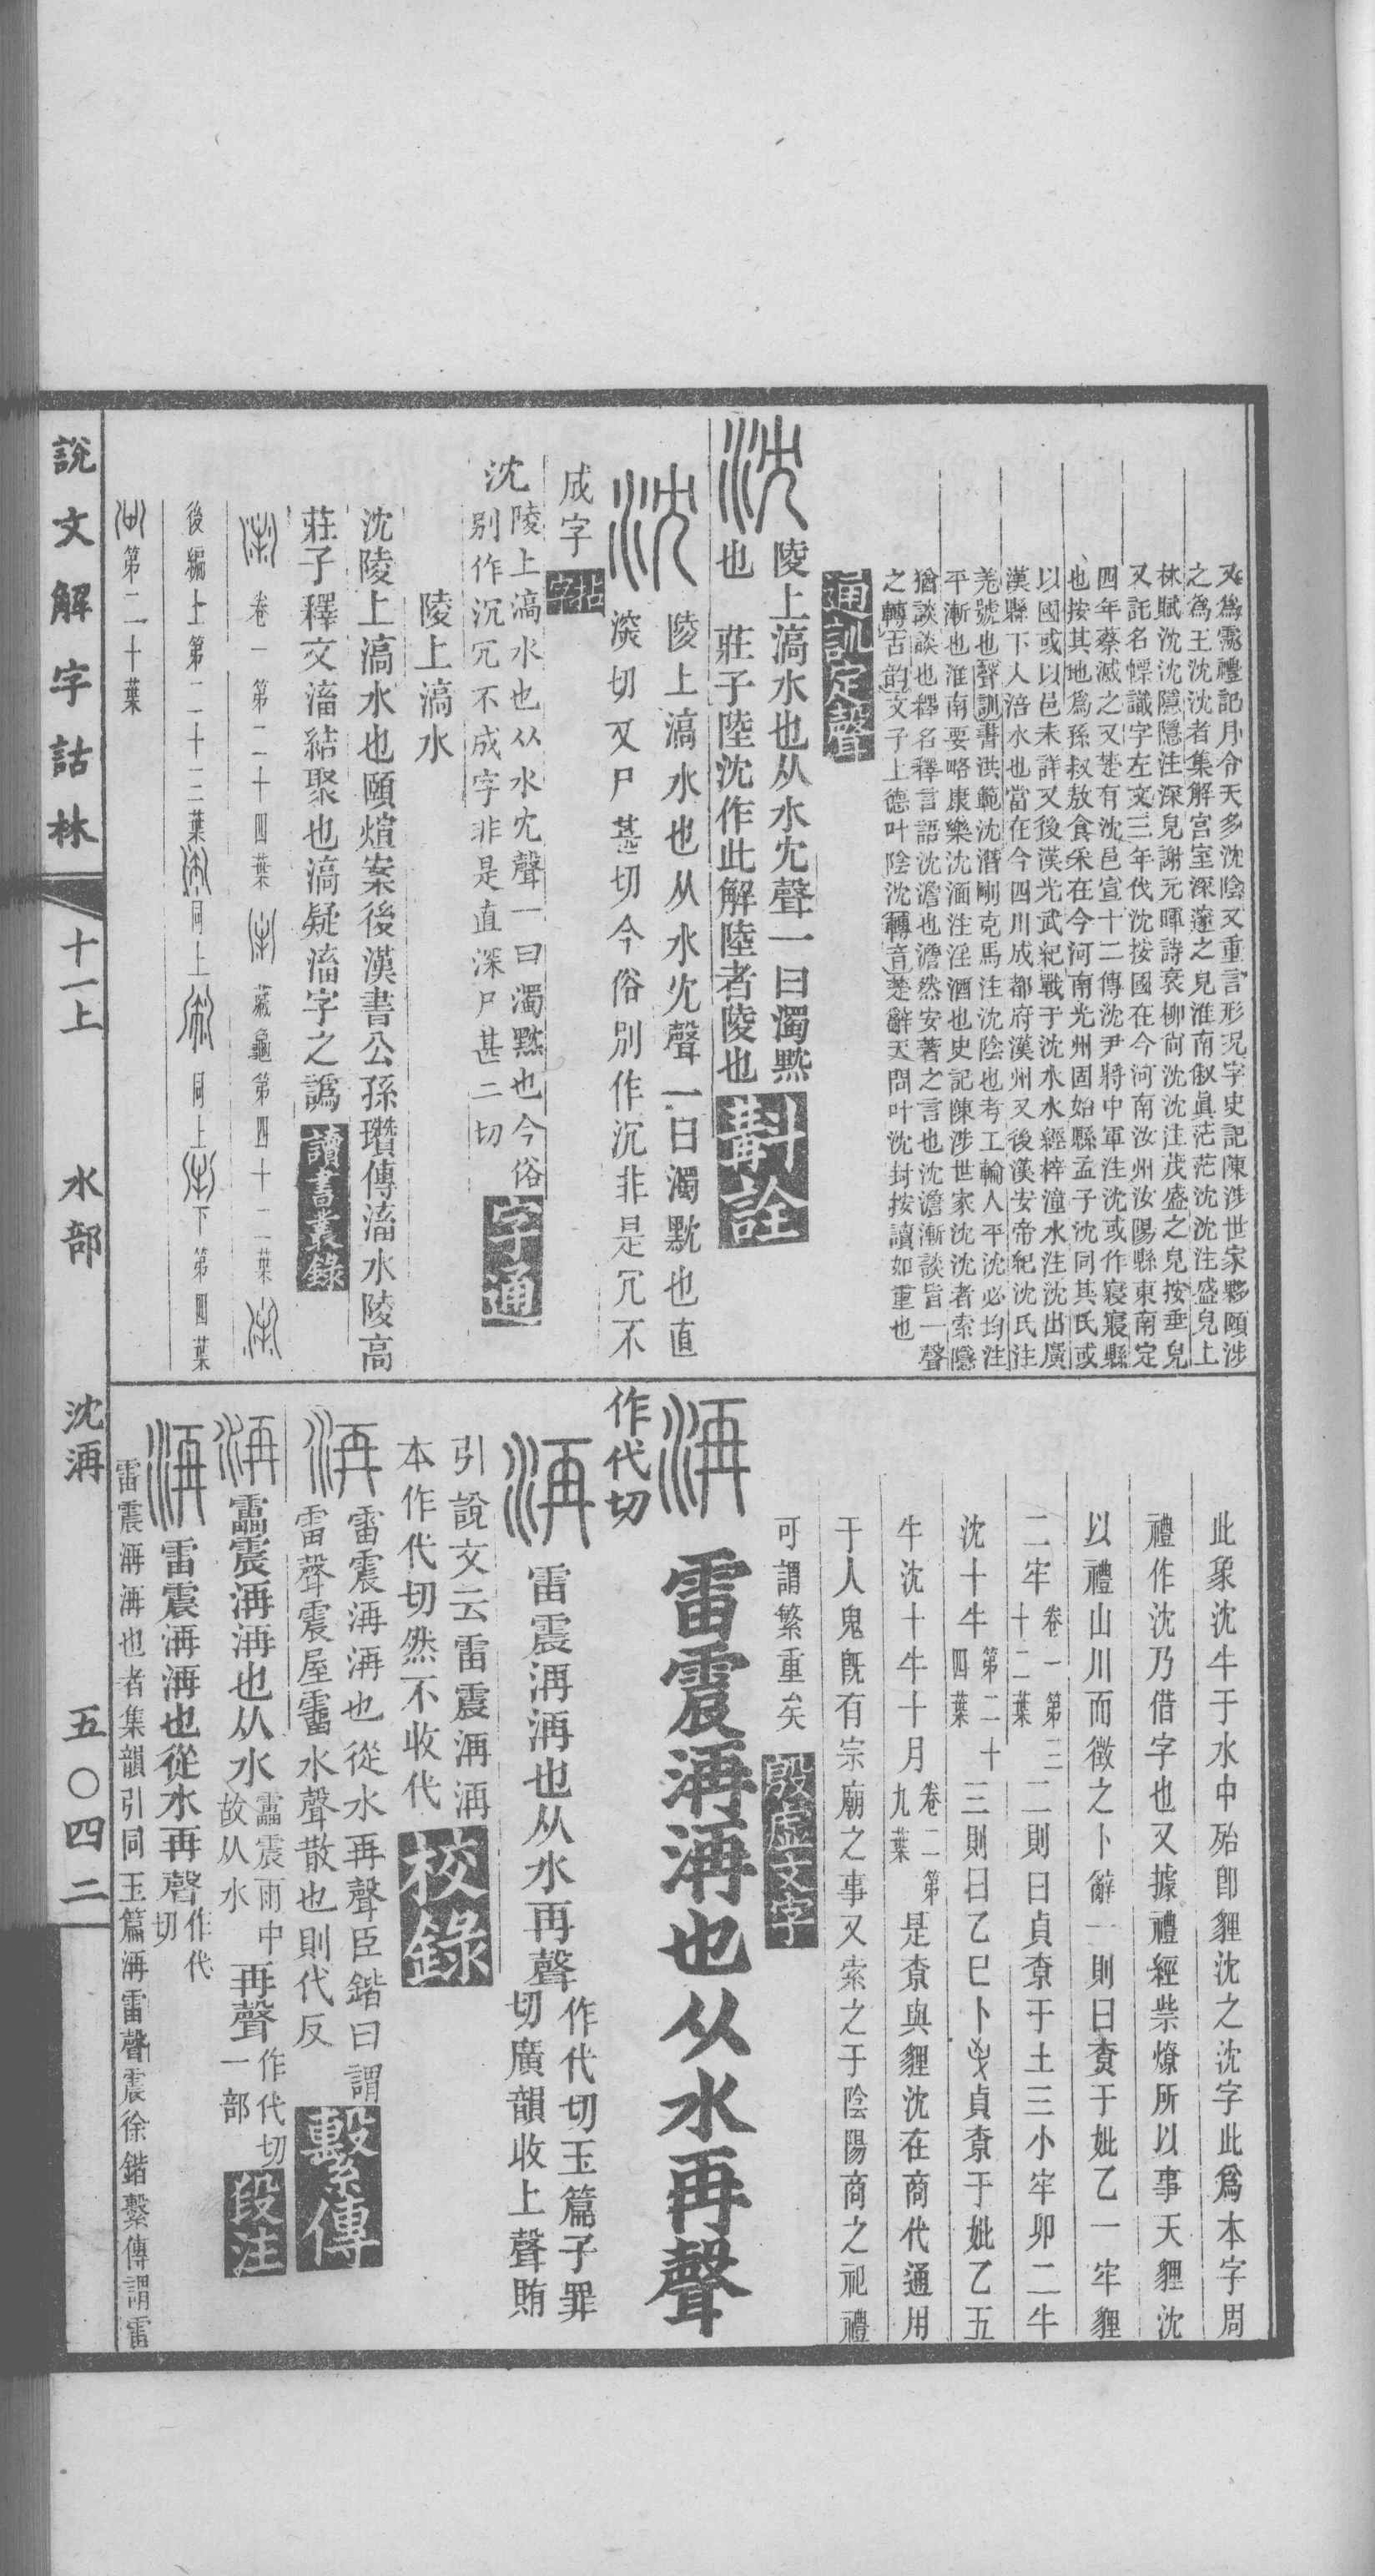 又爲霃禮記月令天多沈陰又重言形況字史記陳涉世家夥頤涉
之爲王沈沈者集解宮室深邃之皃淮南俶眞茫茫沈沈注盛皃上
林賦沈沈隱隱注深皃謝元暉詩衰柳尙沈沈注茂盛之皃按垂皃
又託名幖識字左文三年伐沈按國在今河南汝州汝陽縣東南定
四年蔡滅之又楚有沈邑宣十二傳沈尹將中軍注沈或作寢寢縣
也按其地爲孫叔敖食采在今河南光州固始縣孟子沈同其氏或
以國或以邑未詳又後漢光武紀戰于沈水水經梓潼水注沈出廣
漢縣下入涪水也當在今四川成都府漢州又後漢安帝紀沈氏注
羌號也聲訓書洪範沈潛剛克馬注沈陰也考工輪人平沈必均注
平漸也淮南要略康樂沈湎注淫酒也史記陳涉世家沈沈者索隱
猶談談也釋名釋言語沈澹也澹然安著之言也沈澹漸談皆一聲
之轉古韵文子上德叶陰沈轉音楚辭天問叶沈封按讀如重也
通訓定聲
陵上滈水也从水冘聲一曰濁黕
也 莊子陸沈作此解陸者陵也
斠詮
陵上滈水也从水冘聲一曰濁黕也直
淡切又尸甚切今俗別作沉非是冗不
成字
拈字
沈
陵上滈水也从水冘聲一曰濁黕也今俗
別作沉冗不成字非是直深尸甚二切
字通
陵上滈水
沈陵上滈水也頤煊案後漢書公孫瓚傳滀水陵高
莊子釋文滀結聚也滈疑滀字之譌
讀書叢錄
卷一第二十四葉 藏龜第四十二葉
後編上第二十三葉 同上 同上 下第四葉
第二十葉
此象沈牛于水中殆卽貍沈之沈字此爲本字周
禮作沈乃借字也又據禮經祡燎所以事天貍沈
以禮山川而徵之卜辭一則曰尞于妣乙一牢貍
二牢卷一第三十二葉二則曰貞尞于土三小牢卯二牛
沈十牛第二十四葉三則曰乙巳卜貞尞于妣乙五
牛沈十牛十月卷二第九葉是尞與貍沈在商代通用
于人鬼旣有宗廟之事又索之于陰陽商之祀禮
可謂繁重矣
殷虛文字
雷震洅洅也从水再聲
作代切
雷震洅洅也从水再聲作代切玉篇子罪切廣韻收上聲賄
引說文云雷震洅洅
本作代切然不收代
校錄
雷震洅洅也從水再聲臣鍇曰謂
雷聲震屋霤水聲散也則代反
繫傳
靁震洅洅也从水靁震雨中故从水再聲作代切一部
段注
雷震洅洅也從水再聲作代切
雷震洅洅也者集韻引同玉篇洅雷聲震徐鍇繫傳謂雷
說文解字詁林
十一上
水部
沈洅
五〇四二